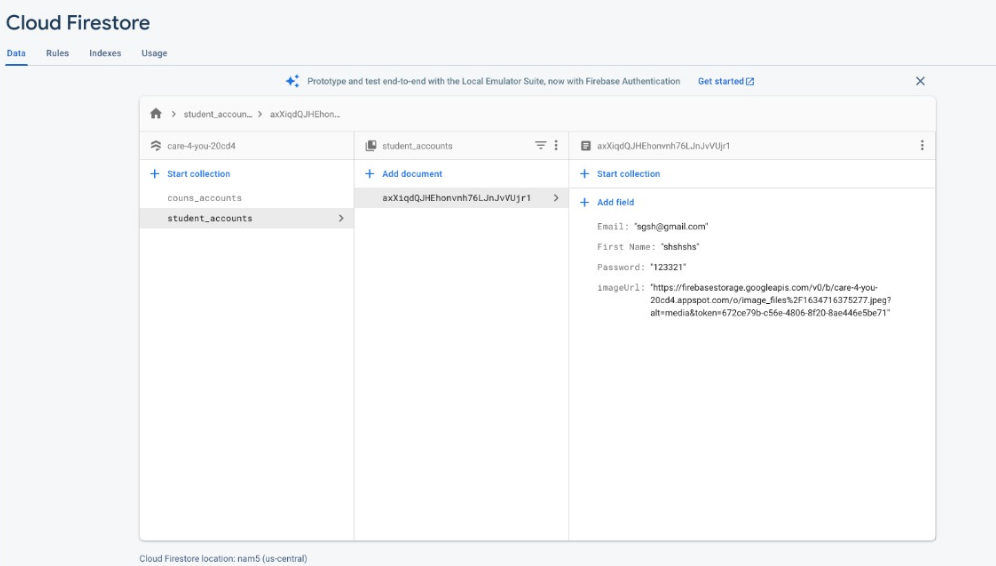 Cloud Firestore
Data Rules Indexes Usage
Prototype and test end-to-end with the Local Emulator Suite, now with Firebase Authentication Get started
student_accoun... > axXiqdQJHEhon...
care-4-you-20cd4
Start collection
couns_accounts
student_accounts
student_accounts
Add document
axXiqdQJHEhonvnh76LJnJvVUjr1
axXiqdQJHEhonvnh76LJnJvVUjr1
Start collection
Add field
Email: "sgsh@gmail.com"
First Name: "shshshs"
Password: "123321"
imageUrl: "https://firebasestorage.googleapis.com/v0/b/care-4-you-
20cd4.appspot.com/o/image_files%2F1634716375277.jpeg?
alt=media&token=672ce79b-c56e-4806-8f20-8ae446e5be71"
Cloud Firestore location: nam5 (us-central)